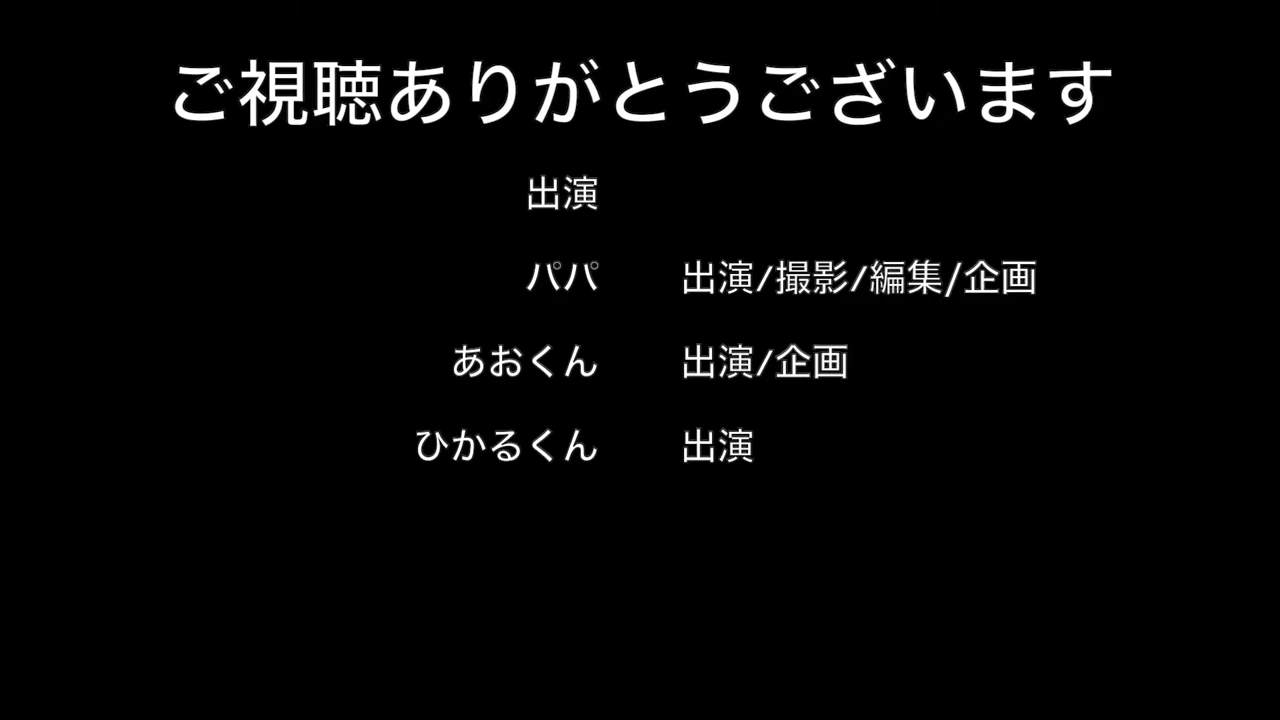 ご視聴ありがとうございます
出演
パパ 出演/撮影/編集/企画
あおくん 出演/企画
ひかるくん 出演